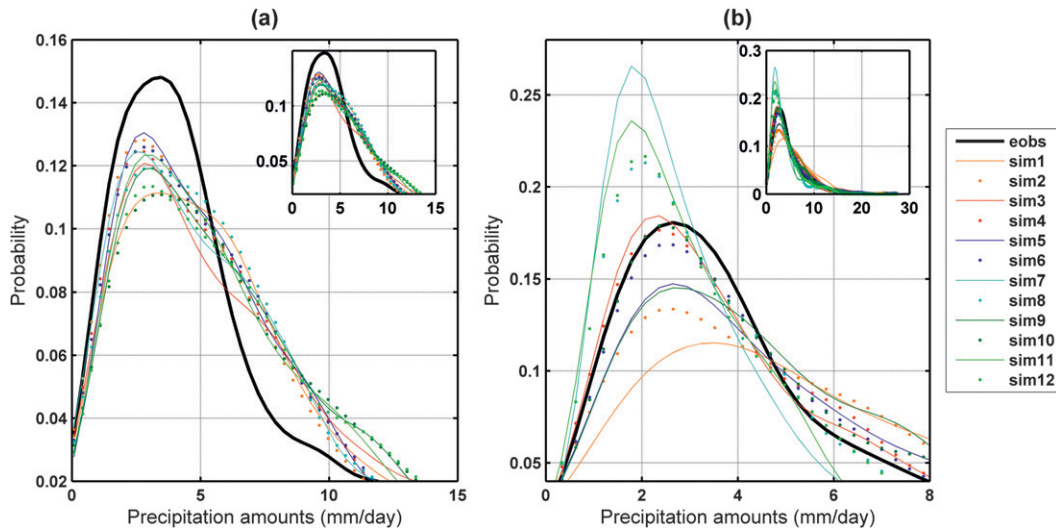 (a)
0.16
0.14
0.12
0.1
0.08
0.06
0.04
0.02
0
5
10
15
Probability
Precipitation amounts (mm/day)
0.1
0.05
0
5
10
15
(b)
0.25
0.2
0.15
0.1
0.05
0
2
4
6
8
Probability
Precipitation amounts (mm/day)
0.3
0.2
0.1
0
0
10
20
30
eobs
sim1
sim2
sim3
sim4
sim5
sim6
sim7
sim8
sim9
sim10
sim11
sim12